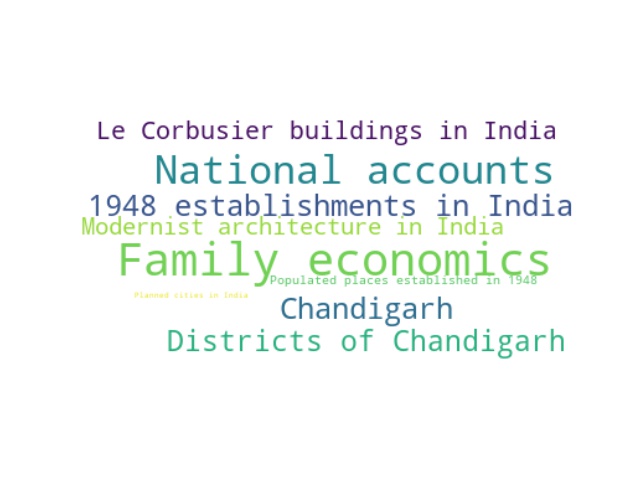 Le Corbusier buildings in India
National accounts
1948 establishments in India
Modernist architecture in India
Family economics
Populated places established in 1948
Planned cities in India
Chandigarh
Districts of Chandigarh